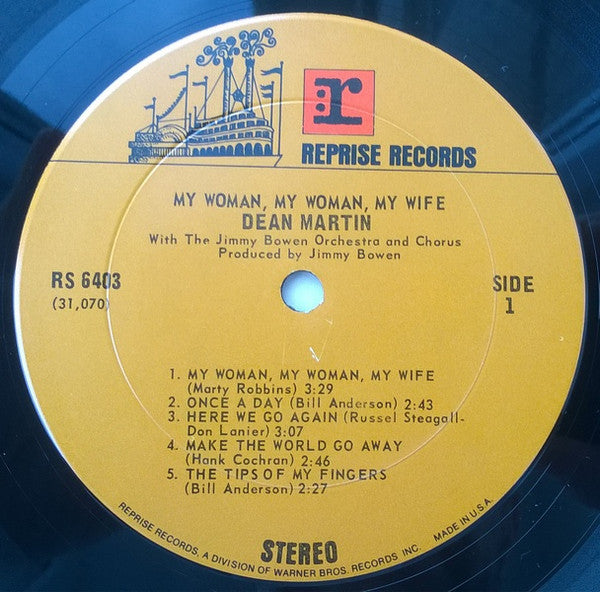 r
REPRISE RECORDS
MY WOMAN, MY WOMAN, MY WIFE
DEAN MARTIN
With The Jimmy Bowen Orchestra and Chorus
Produced by Jimmy Bowen
RS 6403
(31,070)
SIDE
1
1. MY WOMAN, MY WOMAN, MY WIFE
(Marty Robbins) 3:29
2. ONCE A DAY (Bill Anderson) 2:43
3. HERE WE GO AGAIN (Russel Steagall-
Don Lanier) 3:07
4. MAKE THE WORLD GO AWAY
(Hank Cochran) 2:46
5. THE TIPS OF MY FINGERS
(Bill Anderson) 2:27
STEREO
REPRISE RECORDS, A DIVISION OF WARNER BROS. RECORDS INC. MADE IN U.S.A.